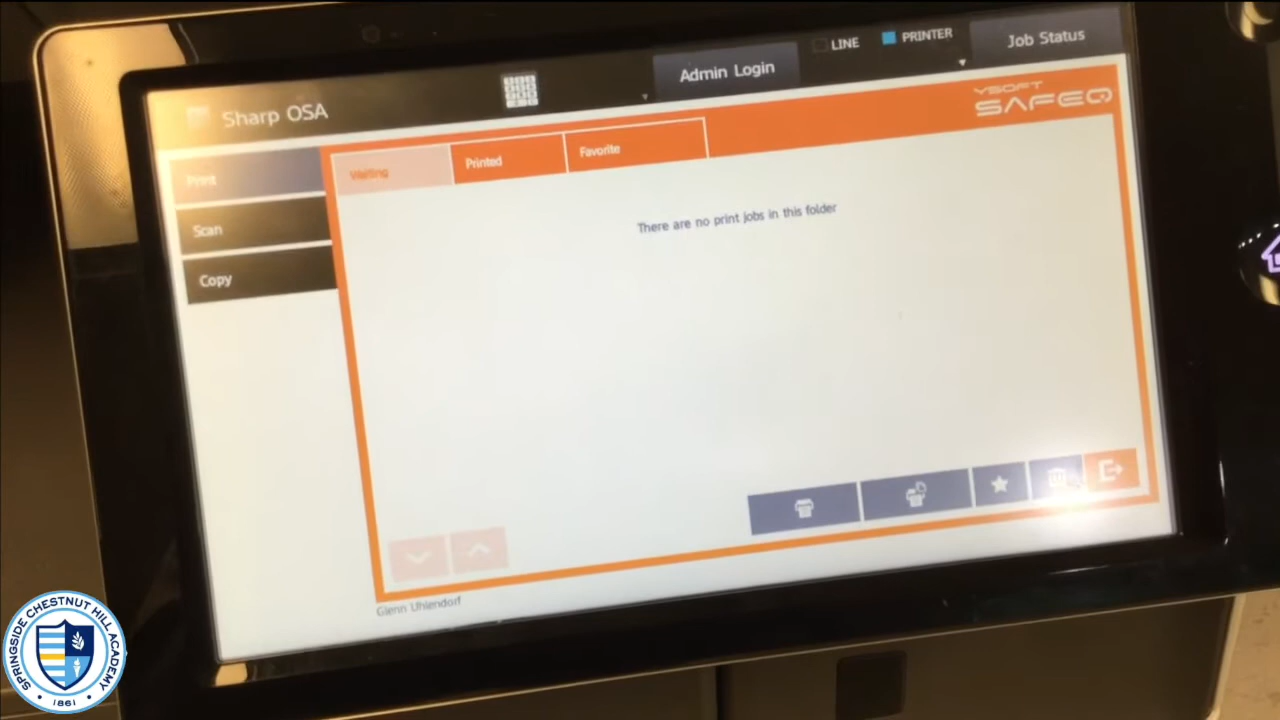 Sharp OSA
Admin Login
LINE
PRINTER
Job Status
YSOFT
SAFEQ
Print
Scan
Copy
Waiting
Printed
Favorite
There are no print jobs in this folder
Glenn Uhlendorf
SPRINGSIDE CHESTNUT HILL ACADEMY
1861